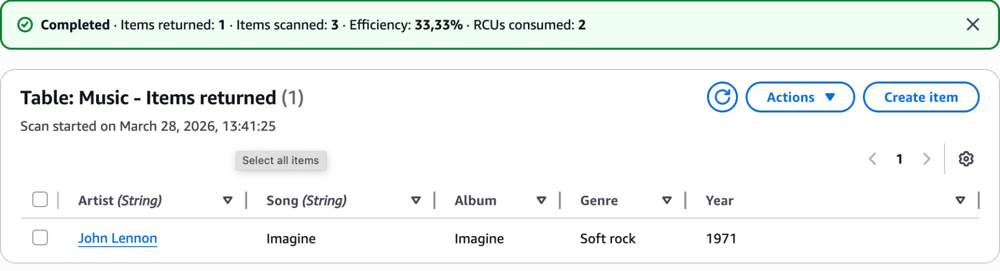 Completed · Items returned: 1 · Items scanned: 3 · Efficiency: 33,33% · RCUs consumed: 2
Table: Music - Items returned (1)
Actions
Create item
Scan started on March 28, 2026, 13:41:25
Select all items
1
Artist (String) Song (String) Album Genre Year
John Lennon Imagine Imagine Soft rock 1971